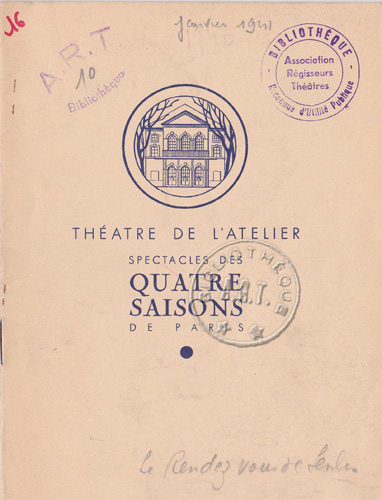 16
Janvier 1941
A.R.T
10
Bibliothèque
BIBLIOTHÈQUE
Association
Régisseurs
Théâtres
Reconnue d'Utilité Publique
THÉATRE DE L'ATELIER
SPECTACLES DES
QUATRE
SAISONS
DE PARIS
BIBLIOTHÈQUE
A.R.T.
Le Rendez vous de Senlis